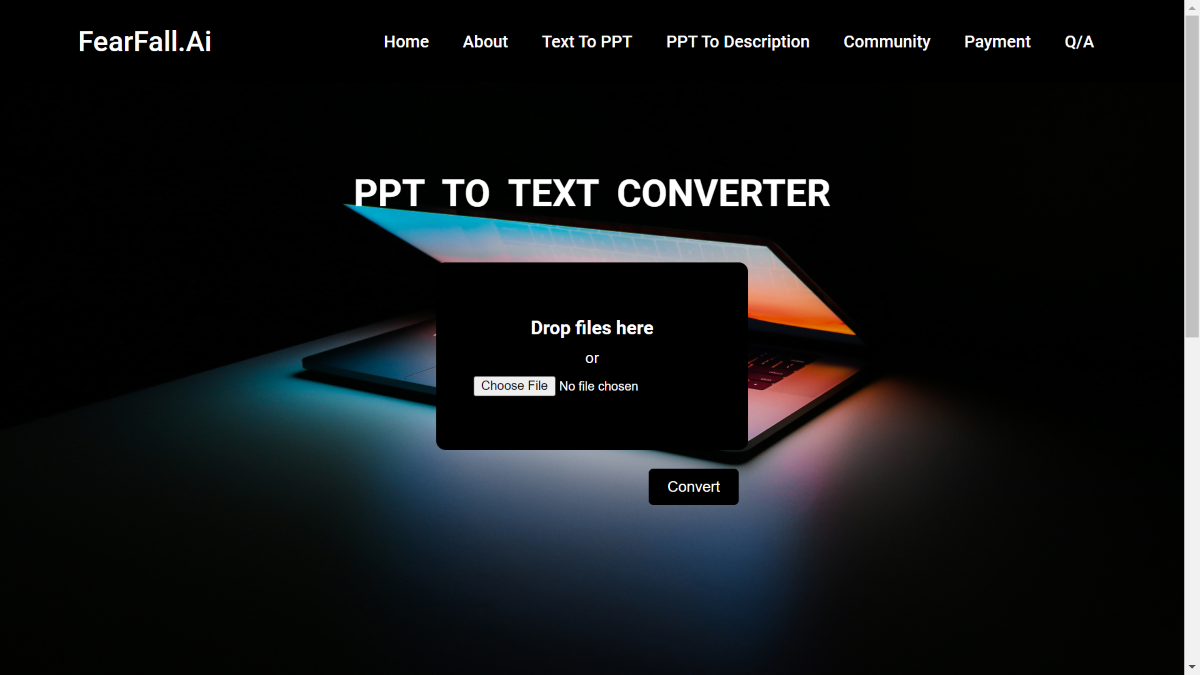 FearFall.Ai Home About Text To PPT PPT To Description Community Payment Q/A
PPT TO TEXT CONVERTER
Drop files here
or
Choose File No file chosen
Convert